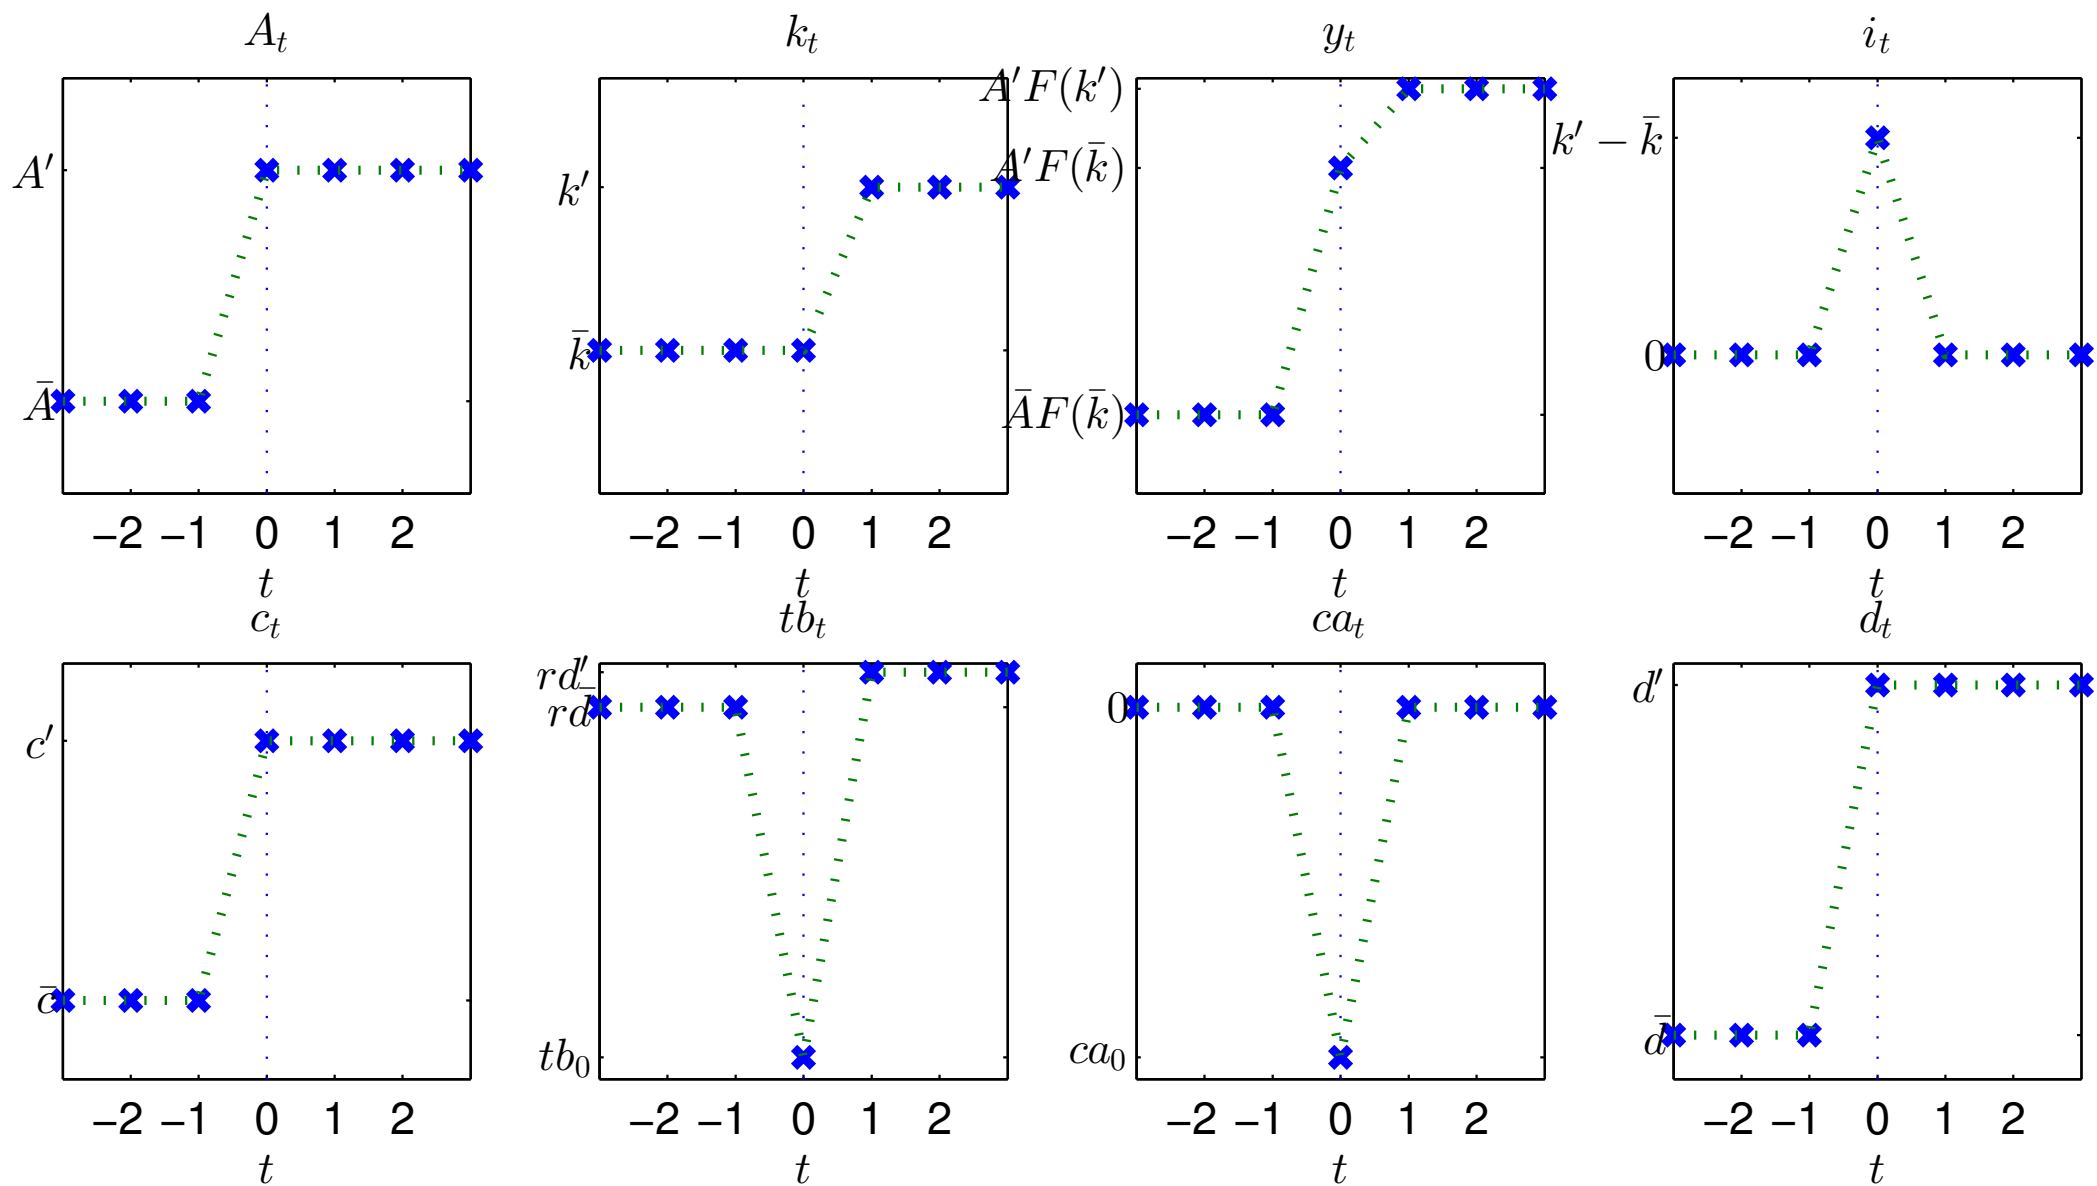 A_t
k_t
y_t
i_t
A′
Ā
−2 −1 0 1 2
t
k′
k̄
−2 −1 0 1 2
t
A′F(k′)
A′F(k̄)
ĀF(k̄)
−2 −1 0 1 2
t
k′ − k̄
0
−2 −1 0 1 2
t
c_t
tb_t
ca_t
d_t
c′
c̄
−2 −1 0 1 2
t
rd′
rd̄
tb_0
−2 −1 0 1 2
t
0
ca_0
−2 −1 0 1 2
t
d′
d̄
−2 −1 0 1 2
t